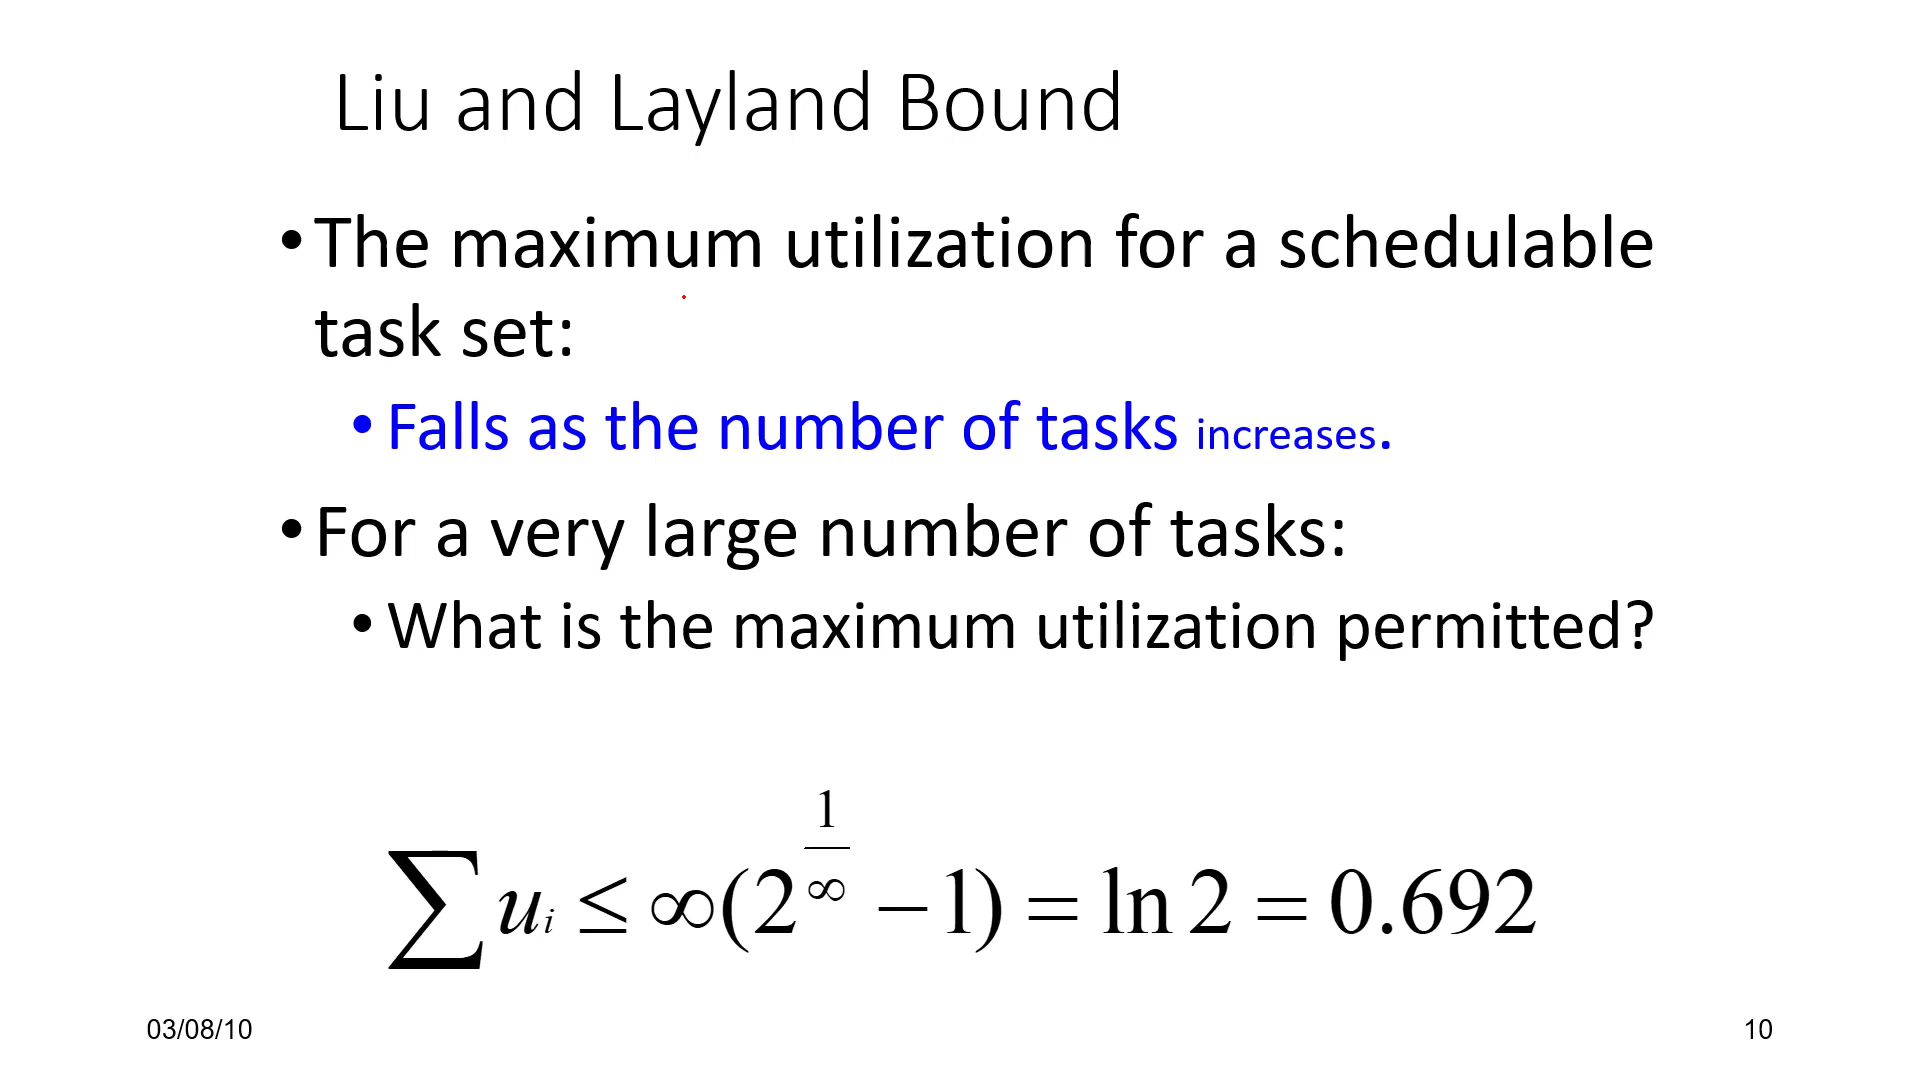 Liu and Layland Bound
• The maximum utilization for a schedulable
task set:
• Falls as the number of tasks increases.
• For a very large number of tasks:
• What is the maximum utilization permitted?
∑ uᵢ ≤ ∞(2^(1/∞) − 1) = ln 2 = 0.692
03/08/10
10